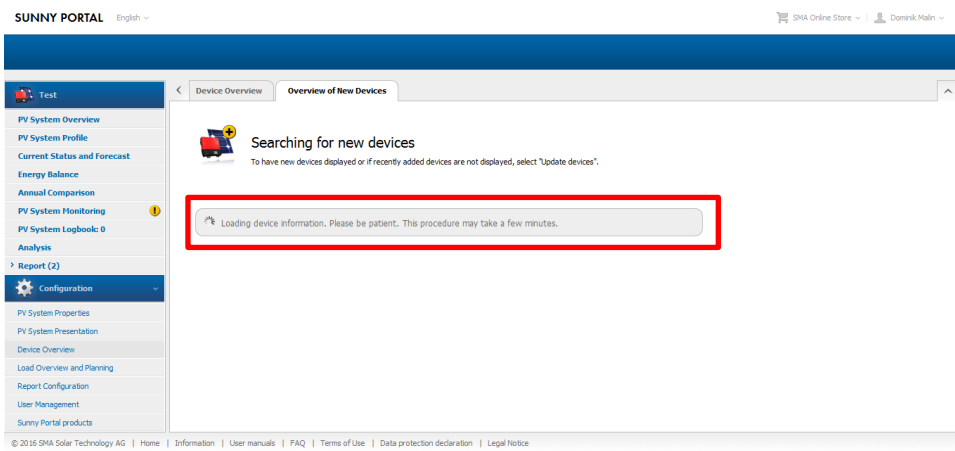 SUNNY PORTAL English
SMA Online Store | Dominik Malin
Test
Device Overview
Overview of New Devices
PV System Overview
PV System Profile
Current Status and Forecast
Energy Balance
Annual Comparison
PV System Monitoring
PV System Logbook: 0
Analysis
Report (2)
Configuration
PV System Properties
PV System Presentation
Device Overview
Load Overview and Planning
Report Configuration
User Management
Sunny Portal products
Searching for new devices
To have new devices displayed or if recently added devices are not displayed, select "Update devices".
Loading device information. Please be patient. This procedure may take a few minutes.
© 2016 SMA Solar Technology AG | Home | Information | User manuals | FAQ | Terms of Use | Data protection declaration | Legal Notice